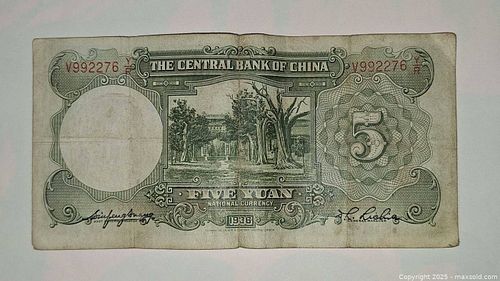 THE CENTRAL BANK OF CHINA
V992276 Y/R
V992276 Y/R
5
FIVE YUAN
NATIONAL CURRENCY
1936
Copyright 2025 - maxsold.com